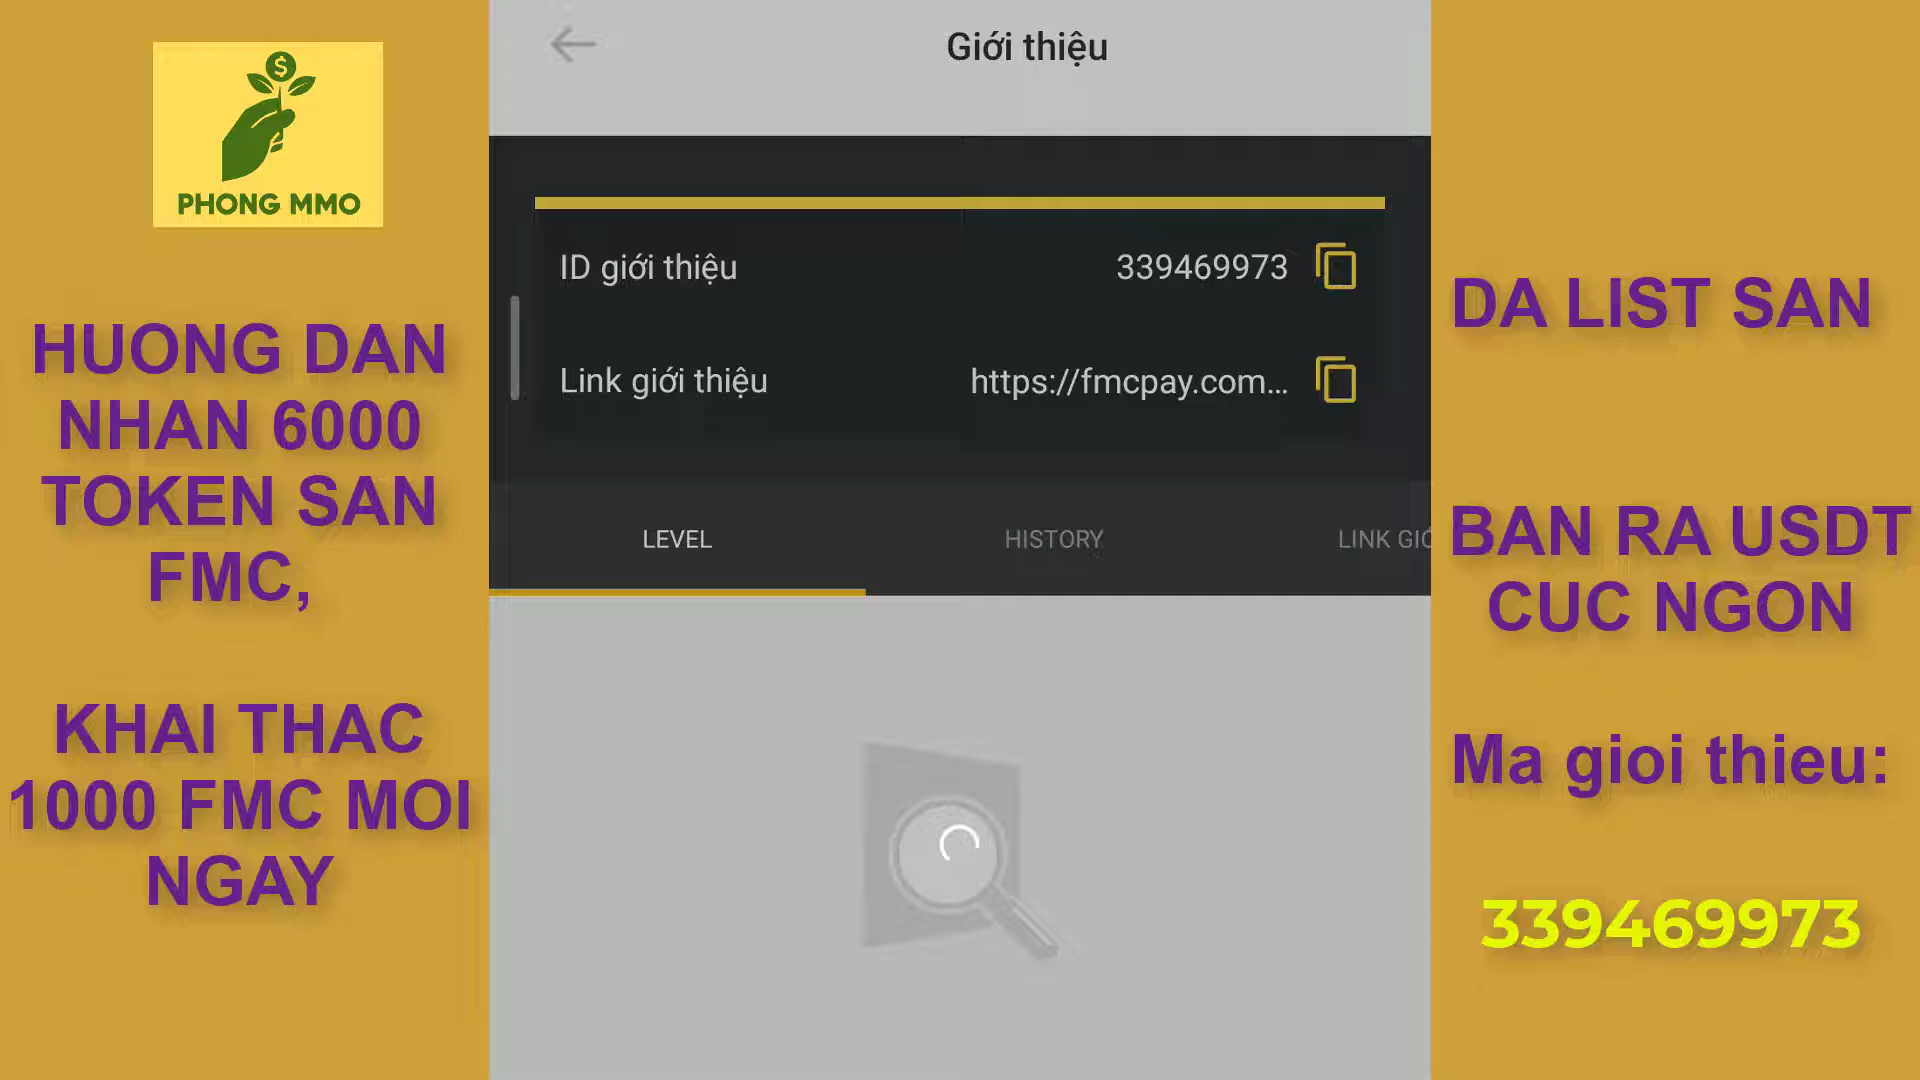 $
PHONG MMO
HUONG DAN
NHAN 6000
TOKEN SAN
FMC,
KHAI THAC
1000 FMC MOI
NGAY
Giới thiệu
ID giới thiệu 339469973
Link giới thiệu https://fmcpay.com...
LEVEL HISTORY LINK GIỚ
DA LIST SAN
BAN RA USDT
CUC NGON
Ma gioi thieu:
339469973